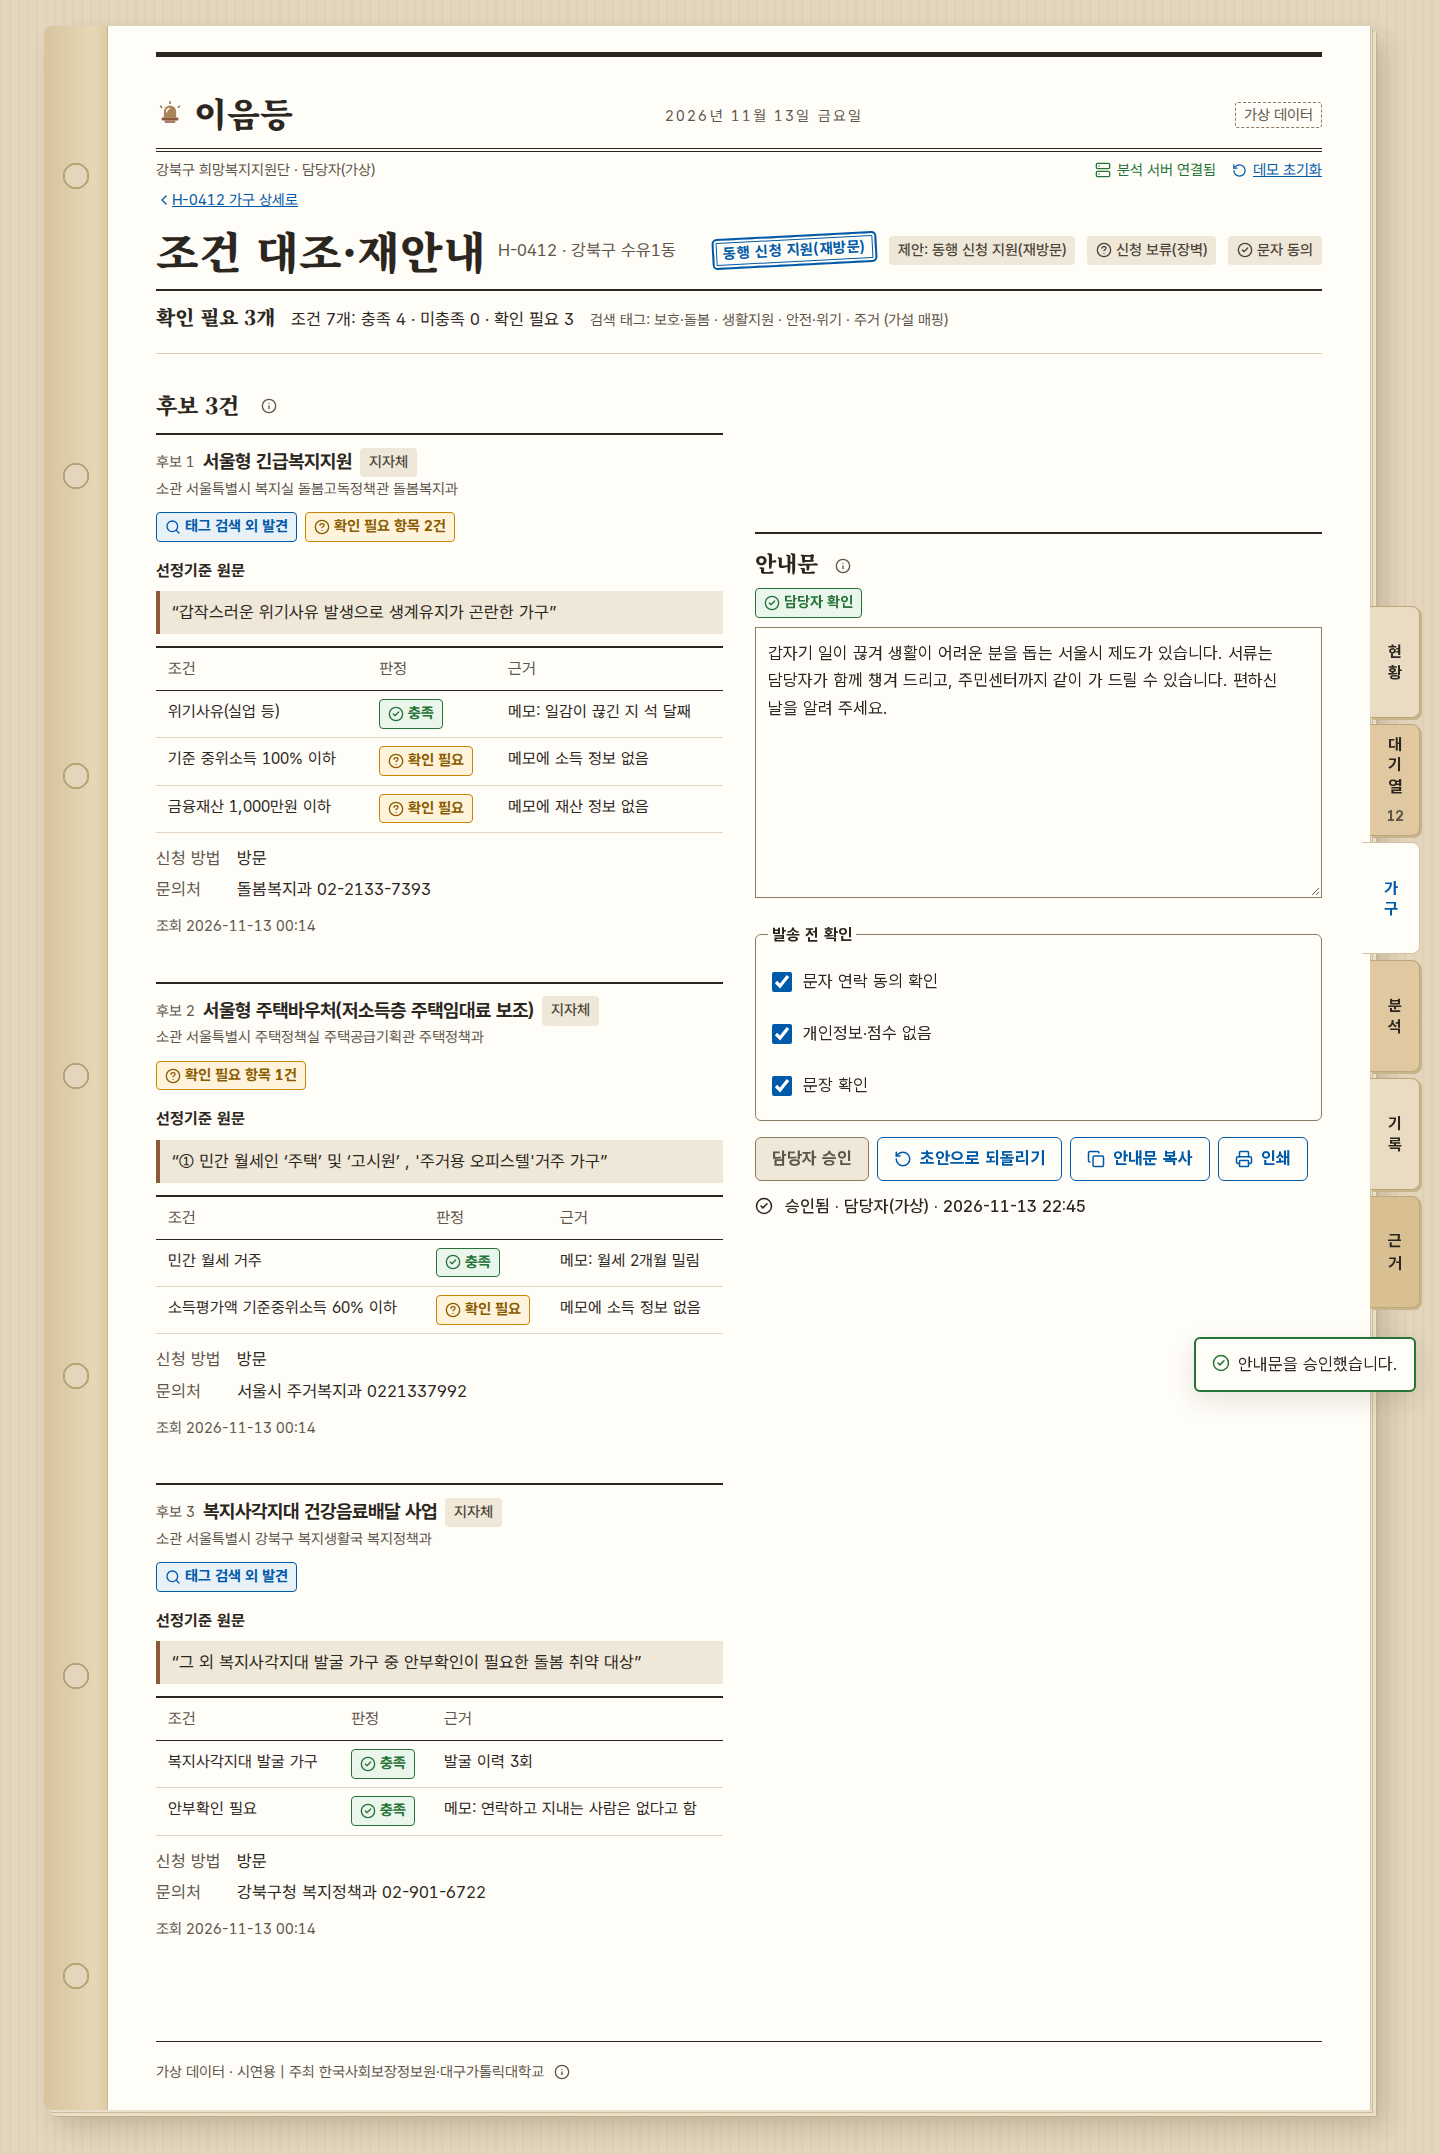 이음등
2026년 11월 13일 금요일
가상 데이터
강북구 희망복지지원단 · 담당자(가상)
분석 서버 연결됨
데모 초기화
H-0412 가구 상세로
조건 대조·재안내
H-0412 · 강북구 수유1동
동행 신청 지원(재방문)
제안: 동행 신청 지원(재방문)
신청 보류(장벽)
문자 동의
확인 필요 3개
조건 7개: 충족 4 · 미충족 0 · 확인 필요 3
검색 태그: 보호·돌봄 · 생활지원 · 안전·위기 · 주거 (가설 매핑)
후보 3건
후보 1 서울형 긴급복지지원 지자체
소관 서울특별시 복지실 돌봄고독정책관 돌봄복지과
태그 검색 외 발견
확인 필요 항목 2건
선정기준 원문
“갑작스러운 위기사유 발생으로 생계유지가 곤란한 가구”
조건 판정 근거
위기사유(실업 등) 충족 메모: 일감이 끊긴 지 석 달째
기준 중위소득 100% 이하 확인 필요 메모에 소득 정보 없음
금융재산 1,000만원 이하 확인 필요 메모에 재산 정보 없음
신청 방법 방문
문의처 돌봄복지과 02-2133-7393
조회 2026-11-13 00:14
후보 2 서울형 주택바우처(저소득층 주택임대료 보조) 지자체
소관 서울특별시 주택정책실 주택공급기획관 주택정책과
확인 필요 항목 1건
선정기준 원문
“① 민간 월세인 ‘주택’ 및 ‘고시원’ , '주거용 오피스텔'거주 가구”
조건 판정 근거
민간 월세 거주 충족 메모: 월세 2개월 밀림
소득평가액 기준중위소득 60% 이하 확인 필요 메모에 소득 정보 없음
신청 방법 방문
문의처 서울시 주거복지과 0221337992
조회 2026-11-13 00:14
후보 3 복지사각지대 건강음료배달 사업 지자체
소관 서울특별시 강북구 복지생활국 복지정책과
태그 검색 외 발견
선정기준 원문
“그 외 복지사각지대 발굴 가구 중 안부확인이 필요한 돌봄 취약 대상”
조건 판정 근거
복지사각지대 발굴 가구 충족 발굴 이력 3회
안부확인 필요 충족 메모: 연락하고 지내는 사람은 없다고 함
신청 방법 방문
문의처 강북구청 복지정책과 02-901-6722
조회 2026-11-13 00:14
안내문
담당자 확인
갑자기 일이 끊겨 생활이 어려운 분을 돕는 서울시 제도가 있습니다. 서류는
담당자가 함께 챙겨 드리고, 주민센터까지 같이 가 드릴 수 있습니다. 편하신
날을 알려 주세요.
발송 전 확인
문자 연락 동의 확인
개인정보·점수 없음
문장 확인
담당자 승인
초안으로 되돌리기
안내문 복사
인쇄
승인됨 · 담당자(가상) · 2026-11-13 22:45
현황
대기열
12
가구
분석
기록
근거
안내문을 승인했습니다.
가상 데이터 · 시연용 | 주최 한국사회보장정보원·대구가톨릭대학교